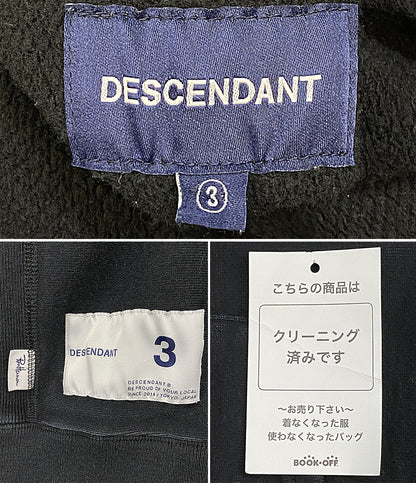 DESCENDANT
3
DESCENDANT
3
DESCENDANT ®
BE PROUD OF YOUR LOCAL
SINCE 2014 / TOKYO, JAPAN
こちらの商品は
クリーニング
済みです
～お売り下さい～
着なくなった服
使わなくなったバッグ
BOOK·OFF